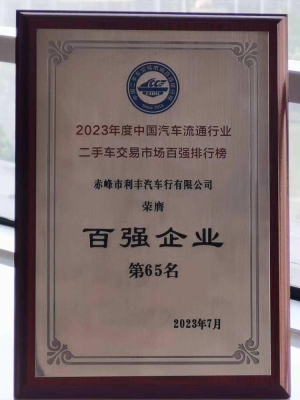 2023年度中国汽车流通行业
二手车交易市场百强排行榜
赤峰市利丰汽车行有限公司
荣膺
百强企业
第65名
2023年7月